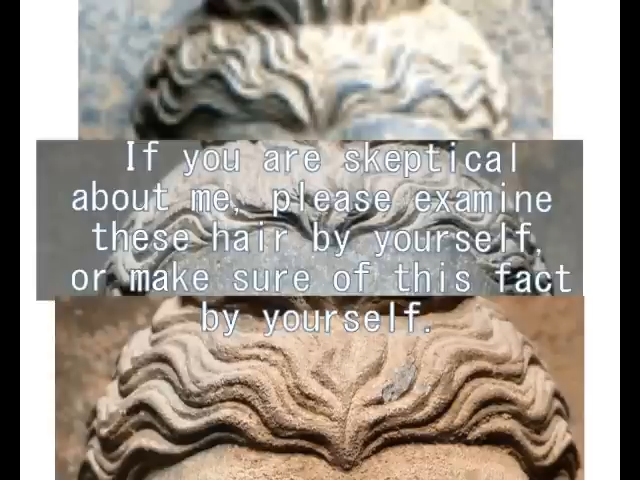 If you are skeptical
about me, please examine
these hair by yourself,
or make sure of this fact
by yourself.